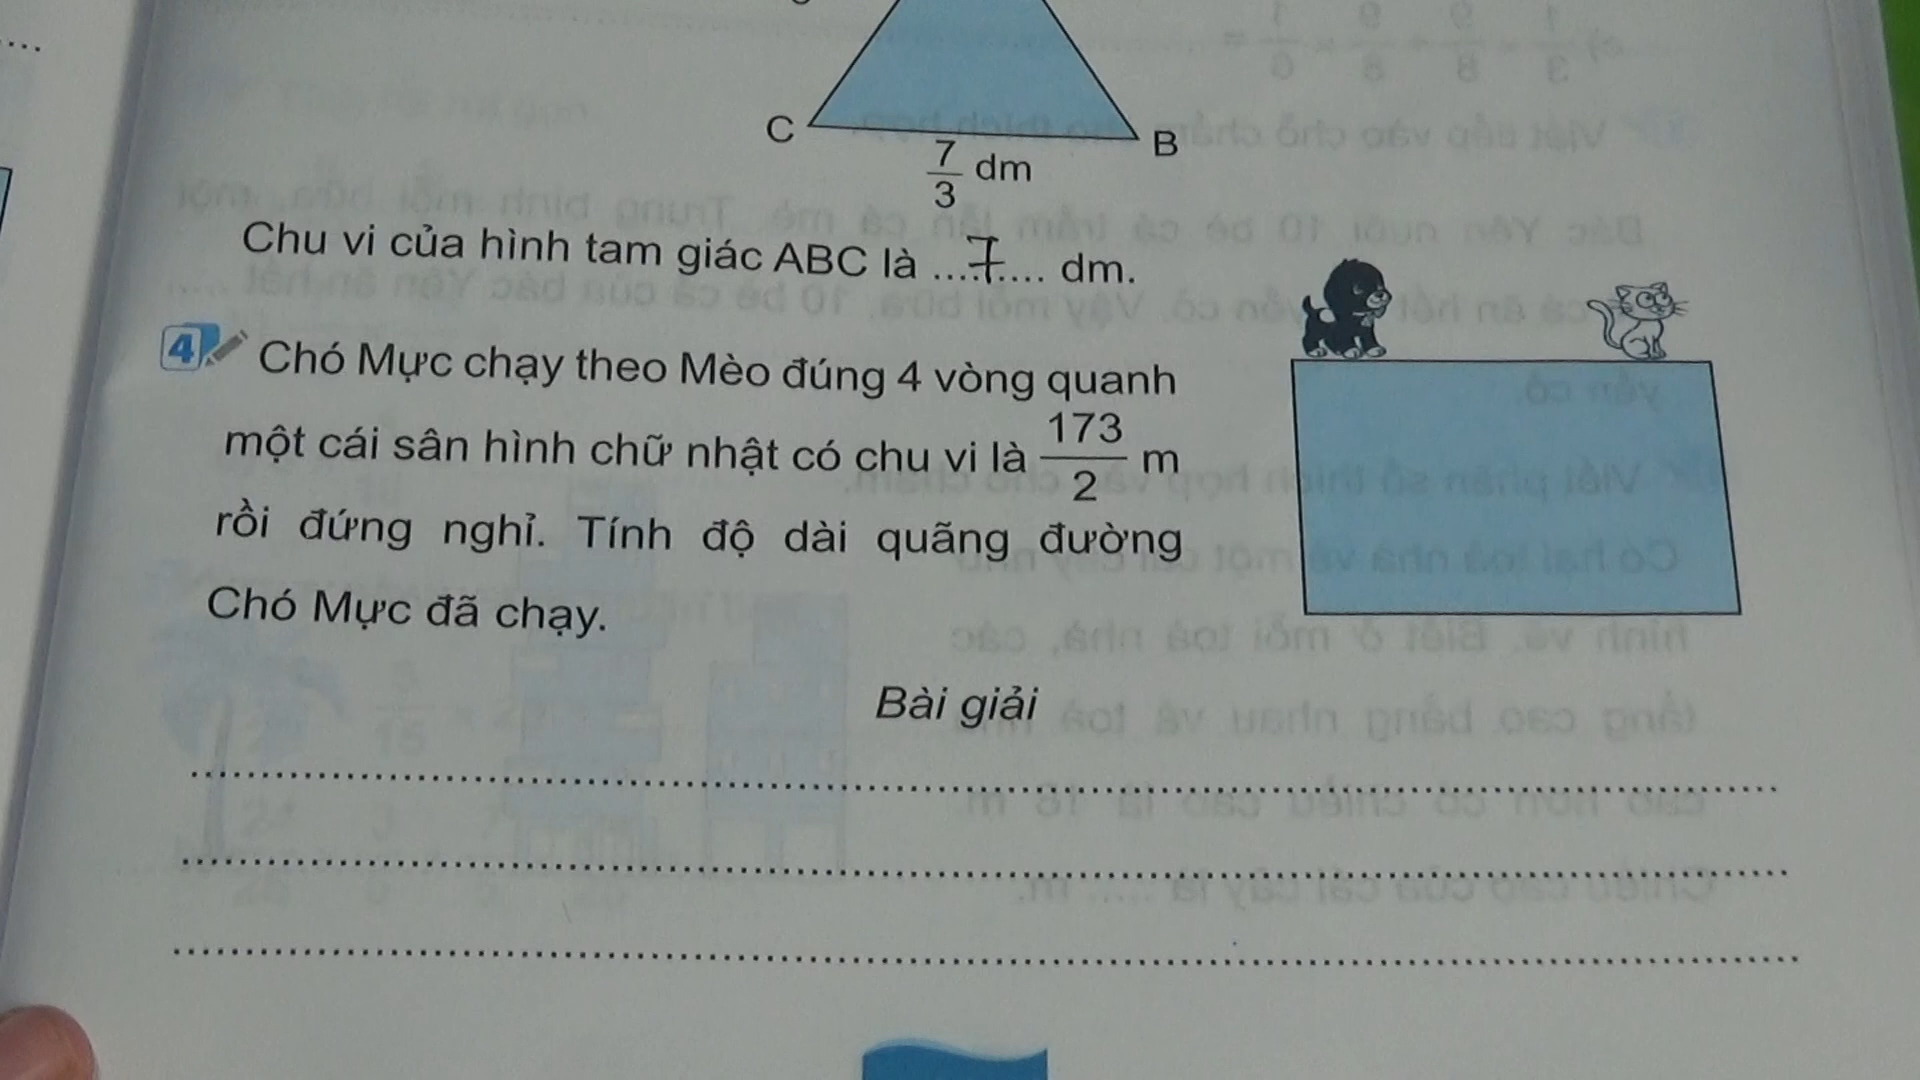 C
B
7/3 dm
Chu vi của hình tam giác ABC là ...7... dm.
4 Chó Mực chạy theo Mèo đúng 4 vòng quanh
một cái sân hình chữ nhật có chu vi là 173/2 m
rồi đứng nghỉ. Tính độ dài quãng đường
Chó Mực đã chạy.
Bài giải